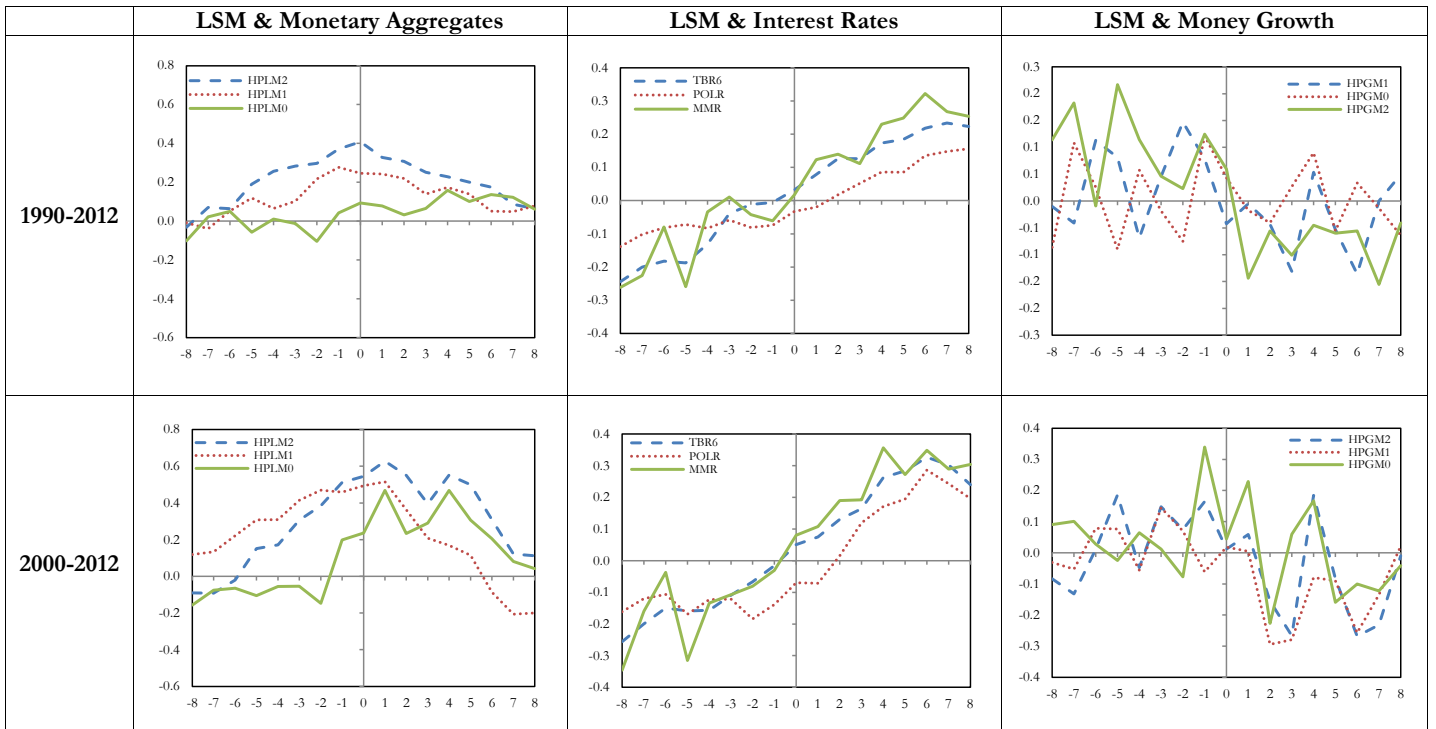 LSM & Monetary Aggregates
LSM & Interest Rates
LSM & Money Growth
1990-2012
0.8
0.6
0.4
0.2
0.0
-0.2
-0.4
-0.6
-8 -7 -6 -5 -4 -3 -2 -1 0 1 2 3 4 5 6 7 8
HPLM2
HPLM1
HPLM0
0.4
0.3
0.2
0.1
0.0
-0.1
-0.2
-0.3
-0.4
-8 -7 -6 -5 -4 -3 -2 -1 0 1 2 3 4 5 6 7 8
TBR6
POLR
MMR
0.3
0.2
0.2
0.1
0.1
0.0
-0.1
-0.1
-0.2
-0.2
-0.3
-8 -7 -6 -5 -4 -3 -2 -1 0 1 2 3 4 5 6 7 8
HPGM1
HPGM0
HPGM2
2000-2012
0.8
0.6
0.4
0.2
0.0
-0.2
-0.4
-0.6
-8 -7 -6 -5 -4 -3 -2 -1 0 1 2 3 4 5 6 7 8
HPLM2
HPLM1
HPLM0
0.4
0.3
0.2
0.1
0.0
-0.1
-0.2
-0.3
-0.4
-8 -7 -6 -5 -4 -3 -2 -1 0 1 2 3 4 5 6 7 8
TBR6
POLR
MMR
0.4
0.3
0.2
0.1
0.0
-0.1
-0.2
-0.3
-0.4
-8 -7 -6 -5 -4 -3 -2 -1 0 1 2 3 4 5 6 7 8
HPGM2
HPGM1
HPGM0